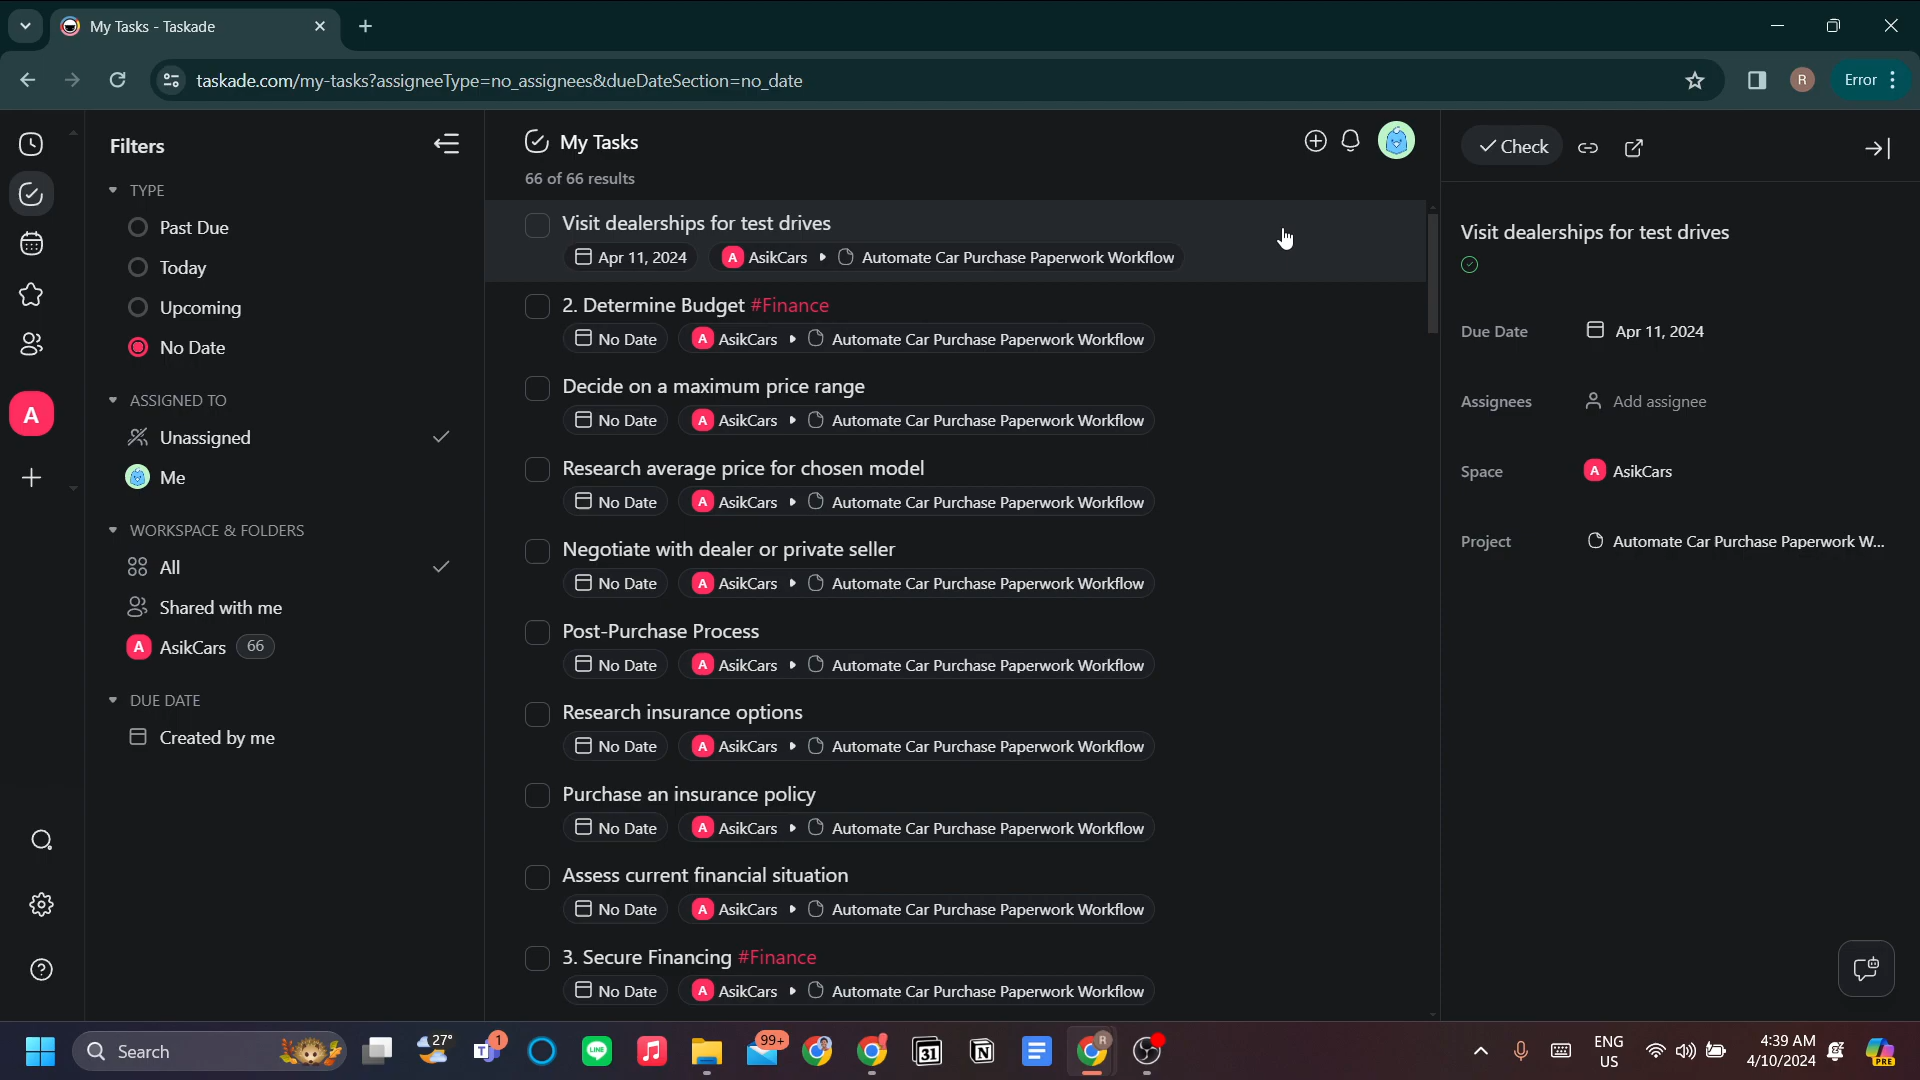 My Tasks - Taskade
taskade.com/my-tasks?assigneeType=no_assignees&dueDateSection=no_date
R
Error
Filters
TYPE
Past Due
Today
Upcoming
No Date
ASSIGNED TO
Unassigned
Me
WORKSPACE & FOLDERS
All
Shared with me
A AsikCars 66
DUE DATE
Created by me
A
My Tasks
66 of 66 results
Visit dealerships for test drives
Apr 11, 2024 A AsikCars Automate Car Purchase Paperwork Workflow
2. Determine Budget #Finance
No Date A AsikCars Automate Car Purchase Paperwork Workflow
Decide on a maximum price range
No Date A AsikCars Automate Car Purchase Paperwork Workflow
Research average price for chosen model
No Date A AsikCars Automate Car Purchase Paperwork Workflow
Negotiate with dealer or private seller
No Date A AsikCars Automate Car Purchase Paperwork Workflow
Post-Purchase Process
No Date A AsikCars Automate Car Purchase Paperwork Workflow
Research insurance options
No Date A AsikCars Automate Car Purchase Paperwork Workflow
Purchase an insurance policy
No Date A AsikCars Automate Car Purchase Paperwork Workflow
Assess current financial situation
No Date A AsikCars Automate Car Purchase Paperwork Workflow
3. Secure Financing #Finance
No Date A AsikCars Automate Car Purchase Paperwork Workflow
Check
Visit dealerships for test drives
Due Date Apr 11, 2024
Assignees Add assignee
Space A AsikCars
Project Automate Car Purchase Paperwork W...
Search
27°
T 1
LINE
99+
31
N
R
ENG
US
4:39 AM
4/10/2024
PRE